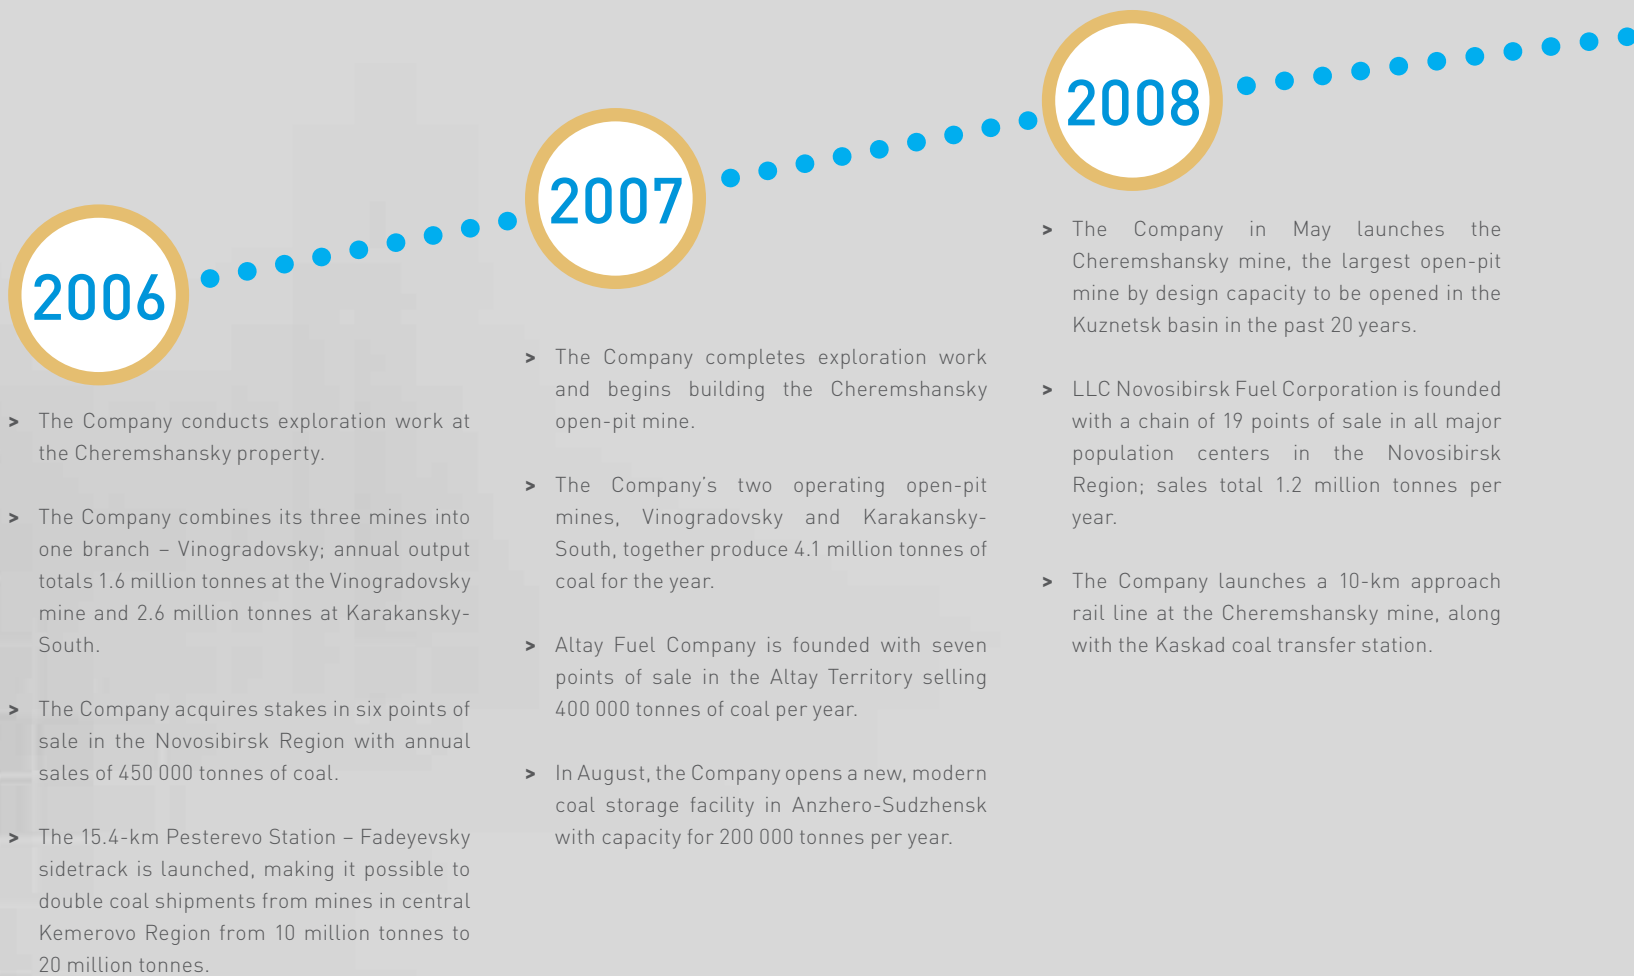 2006
> The Company conducts exploration work at
the Cheremshansky property.
> The Company combines its three mines into
one branch – Vinogradovsky; annual output
totals 1.6 million tonnes at the Vinogradovsky
mine and 2.6 million tonnes at Karakansky-
South.
> The Company acquires stakes in six points of
sale in the Novosibirsk Region with annual
sales of 450 000 tonnes of coal.
> The 15.4-km Pesterevo Station – Fadeyevsky
sidetrack is launched, making it possible to
double coal shipments from mines in central
Kemerovo Region from 10 million tonnes to
20 million tonnes.
2007
> The Company completes exploration work
and begins building the Cheremshansky
open-pit mine.
> The Company’s two operating open-pit
mines, Vinogradovsky and Karakansky-
South, together produce 4.1 million tonnes of
coal for the year.
> Altay Fuel Company is founded with seven
points of sale in the Altay Territory selling
400 000 tonnes of coal per year.
> In August, the Company opens a new, modern
coal storage facility in Anzhero-Sudzhensk
with capacity for 200 000 tonnes per year.
2008
> The Company in May launches the
Cheremshansky mine, the largest open-pit
mine by design capacity to be opened in the
Kuznetsk basin in the past 20 years.
> LLC Novosibirsk Fuel Corporation is founded
with a chain of 19 points of sale in all major
population centers in the Novosibirsk
Region; sales total 1.2 million tonnes per
year.
> The Company launches a 10-km approach
rail line at the Cheremshansky mine, along
with the Kaskad coal transfer station.